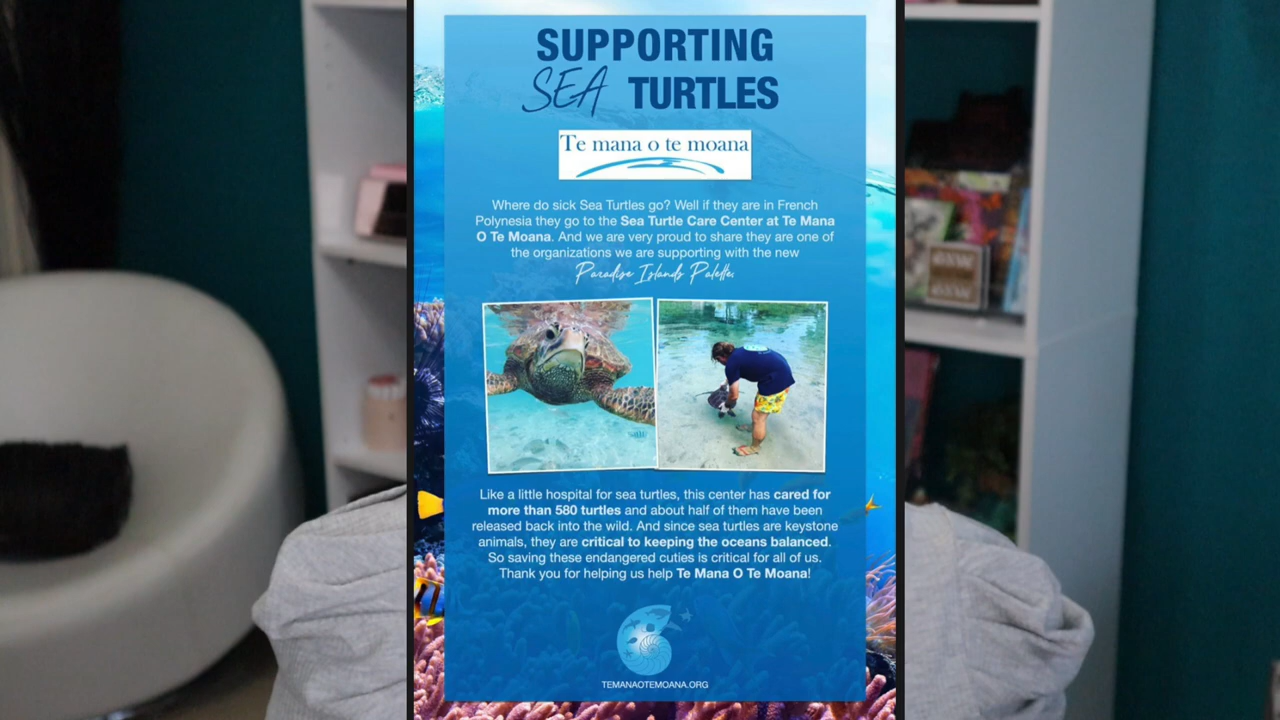 SUPPORTING
SEA TURTLES
Te mana o te moana
Where do sick Sea Turtles go? Well if they are in French
Polynesia they go to the Sea Turtle Care Center at Te Mana
O Te Moana. And we are very proud to share they are one of
the organizations we are supporting with the new
Paradise Islands Palette.
Like a little hospital for sea turtles, this center has cared for
more than 580 turtles and about half of them have been
released back into the wild. And since sea turtles are keystone
animals, they are critical to keeping the oceans balanced.
So saving these endangered cuties is critical for all of us.
Thank you for helping us help Te Mana O Te Moana!
TEMANAOTEMOANA.ORG